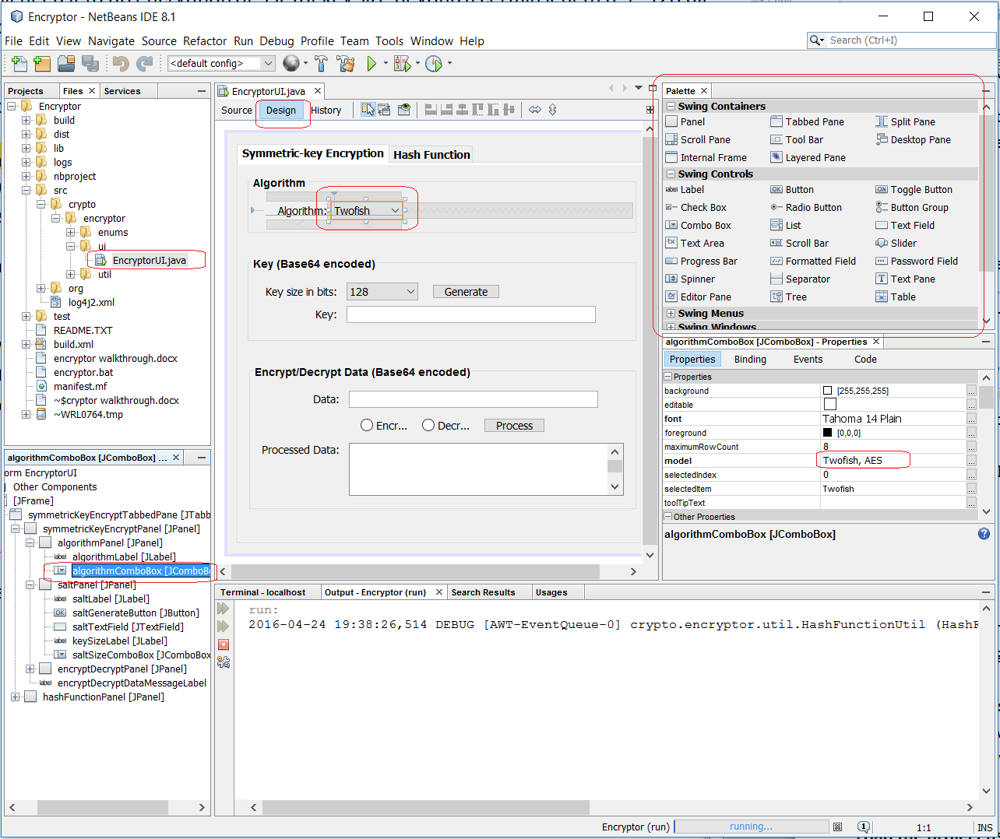 Encryptor - NetBeans IDE 8.1
File Edit View Navigate Source Refactor Run Debug Profile Team Tools Window Help
Search (Ctrl+I)
<default config>
Projects Files Services
Encryptor
build
dist
lib
logs
nbproject
src
crypto
encryptor
enums
ui
EncryptorUI.java
util
org
log4j2.xml
test
README.TXT
build.xml
encryptor walkthrough.docx
encryptor.bat
manifest.mf
~$cryptor walkthrough.docx
~WRL0764.tmp
algorithmComboBox [JComboBox] ...
orm EncryptorUI
Other Components
[JFrame]
symmetricKeyEncryptTabbedPane [JTabb
symmetricKeyEncryptPanel [JPanel]
algorithmPanel [JPanel]
algorithmLabel [JLabel]
algorithmComboBox [JComboBo
saltPanel [JPanel]
saltLabel [JLabel]
saltGenerateButton [JButton]
saltTextField [JTextField]
keySizeLabel [JLabel]
saltSizeComboBox [JComboBox
encryptDecryptPanel [JPanel]
encryptDecryptDataMessageLabel
hashFunctionPanel [JPanel]
EncryptorUI.java
Source Design History
Symmetric-key Encryption Hash Function
Algorithm
Algorithm: Twofish
Key (Base64 encoded)
Key size in bits: 128 Generate
Key:
Encrypt/Decrypt Data (Base64 encoded)
Data:
Encr... Decr... Process
Processed Data:
Palette
Swing Containers
Panel Tabbed Pane Split Pane
Scroll Pane Tool Bar Desktop Pane
Internal Frame Layered Pane
Swing Controls
label Label OK Button ON Toggle Button
Check Box Radio Button Button Group
Combo Box List Text Field
Text Area Scroll Bar Slider
Progress Bar Formatted Field Password Field
Spinner Separator Text Pane
Editor Pane Tree Table
Swing Menus
Swing Windows
algorithmComboBox [JComboBox] - Properties
Properties Binding Events Code
Properties
background [255,255,255]
editable
font Tahoma 14 Plain
foreground [0,0,0]
maximumRowCount 8
model Twofish, AES
selectedIndex 0
selectedItem Twofish
toolTipText
Other Properties
algorithmComboBox [JComboBox]
Terminal - localhost Output - Encryptor (run) Search Results Usages
run:
2016-04-24 19:38:26,514 DEBUG [AWT-EventQueue-0] crypto.encryptor.util.HashFunctionUtil (HashF
Encryptor (run) running... 1:1 INS